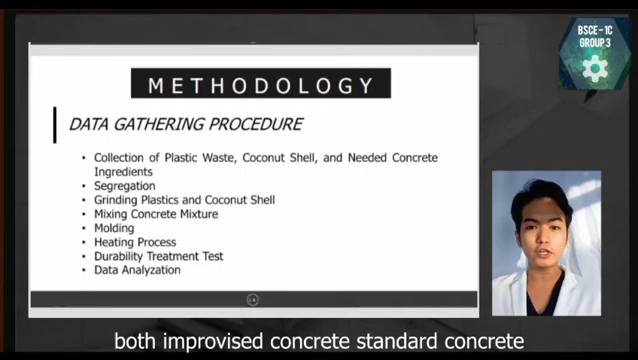 BSCE - 1C
GROUP 3
METHODOLOGY
DATA GATHERING PROCEDURE
• Collection of Plastic Waste, Coconut Shell, and Needed Concrete
Ingredients
• Segregation
• Grinding Plastics and Coconut Shell
• Mixing Concrete Mixture
• Molding
• Heating Process
• Durability Treatment Test
• Data Analyzation
both improvised concrete standard concrete